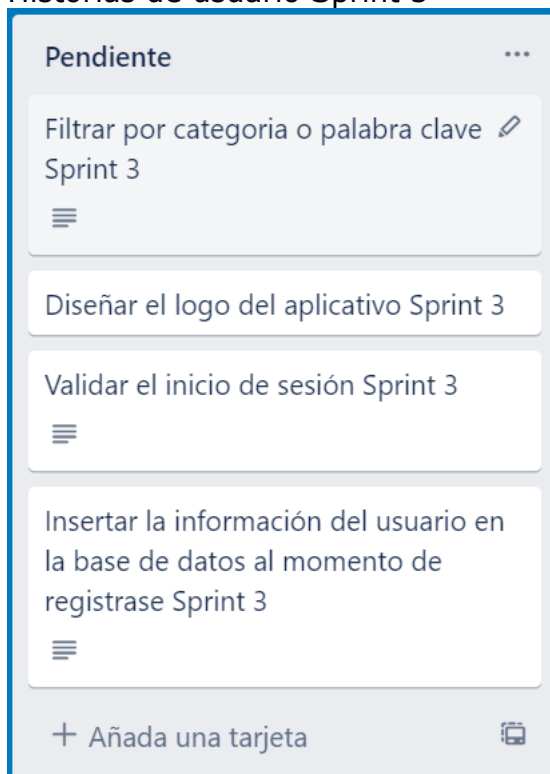 Historias de usuario Sprint 3
Pendiente
Filtrar por categoria o palabra clave
Sprint 3
Diseñar el logo del aplicativo Sprint 3
Validar el inicio de sesión Sprint 3
Insertar la información del usuario en
la base de datos al momento de
registrase Sprint 3
+ Añada una tarjeta